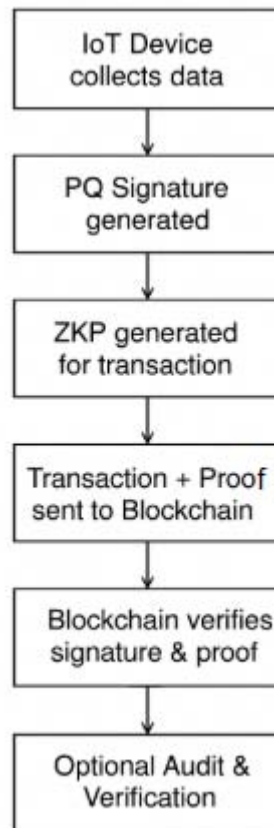 IoT Device
collects data
PQ Signature
generated
ZKP generated
for transaction
Transaction + Proof
sent to Blockchain
Blockchain verifies
signature & proof
Optional Audit &
Verification